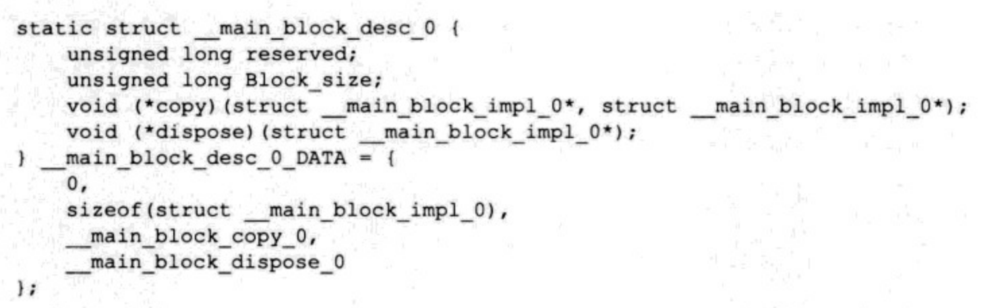 static struct __main_block_desc_0 {
    unsigned long reserved;
    unsigned long Block_size;
    void (*copy)(struct __main_block_impl_0*, struct __main_block_impl_0*);
    void (*dispose)(struct __main_block_impl_0*);
} __main_block_desc_0_DATA = {
    0,
    sizeof(struct __main_block_impl_0),
    __main_block_copy_0,
    __main_block_dispose_0
};